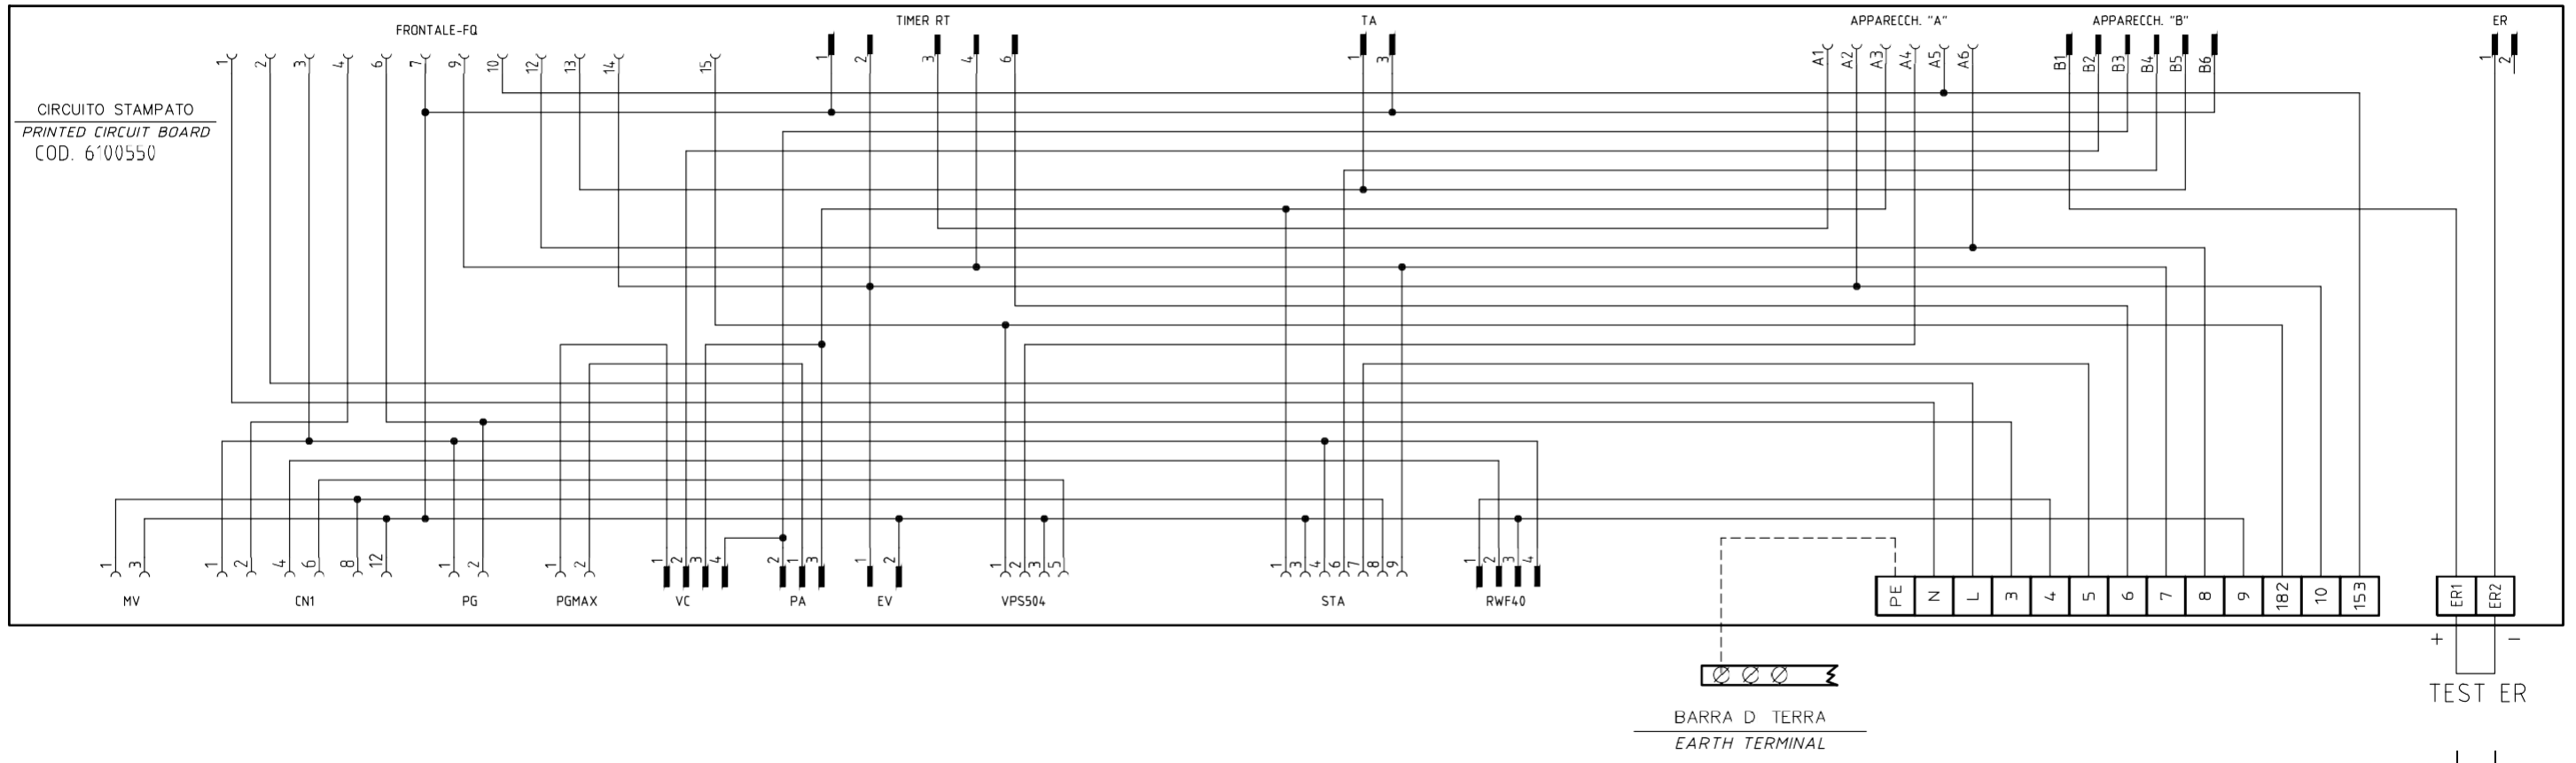 FRONTALE-FQ
TIMER RT
TA
APPARECCH. "A"
APPARECCH. "B"
ER
1 2 3 4 6 7 9 10 12 13 14 15
1 2 3 4 6
1 3
A1 A2 A3 A4 A5 A6
B1 B2 B3 B4 B5 B6
1 2
CIRCUITO STAMPATO
PRINTED CIRCUIT BOARD
COD. 6100550
1 3
1 2 4 6 8 12
1 2
1 2
1 2 3 4
2 1 3
1 2
1 2 3 5
1 3 4 6 7 8 9
1 2 3 4
MV
CN1
PG
PGMAX
VC
PA
EV
VPS504
STA
RWF40
PE N L 3 4 5 6 7 8 9 182 10 153
ER1 ER2
+ −
TEST ER
BARRA D TERRA
EARTH TERMINAL